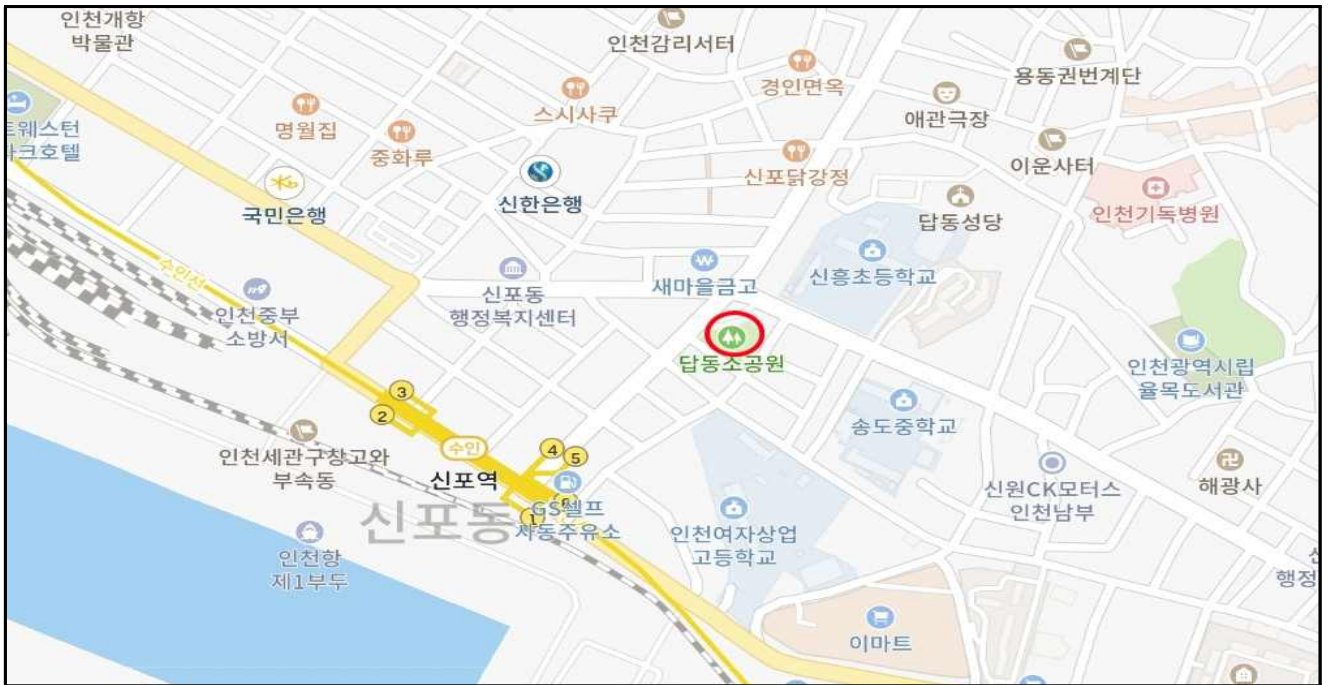 인천개항
박물관
인천감리서터
경인면옥
용동권번계단
스시사쿠
애관극장
명월집
중화루
트웨스턴
크호텔
신포닭강정
이운사터
국민은행
신한은행
답동성당
인천기독병원
수인선
신포동
행정복지센터
새마을금고
신흥초등학교
인천중부
소방서
답동소공원
인천광역시립
율목도서관
3
2
송도중학교
인천세관구창고와
부속동
수인
4
5
신포역
신원CK모터스
인천남부
해광사
1
GS셀프
자동주유소
신포동
인천여자상업
고등학교
인천항
제1부두
행정
이마트